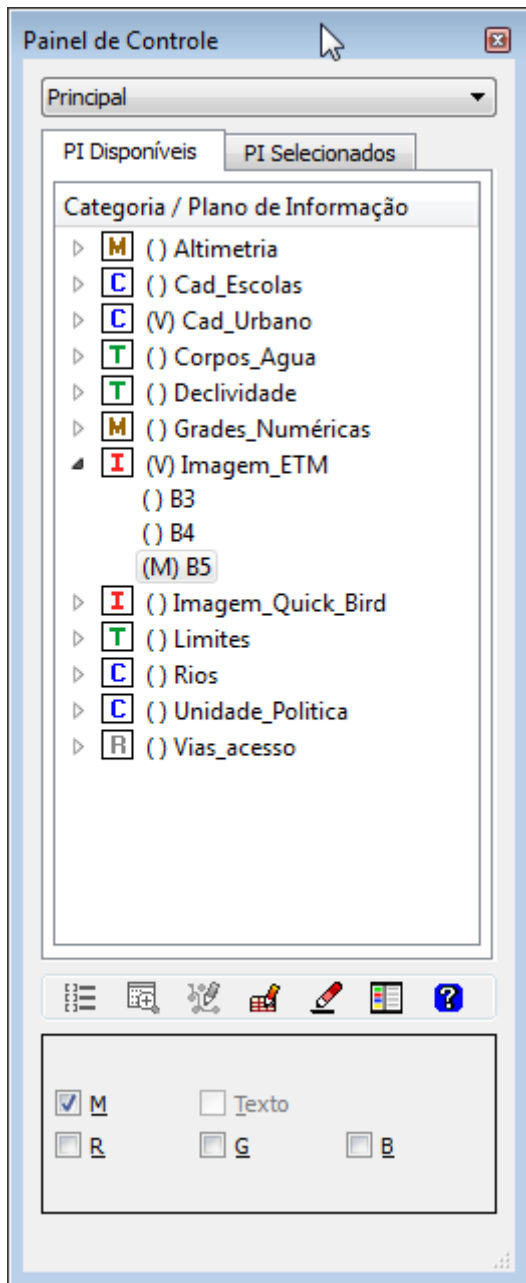 Painel de Controle
Principal
PI Disponíveis PI Selecionados
Categoria / Plano de Informação
M ( ) Altimetria
C ( ) Cad_Escolas
C (V) Cad_Urbano
T ( ) Corpos_Agua
T ( ) Declividade
M ( ) Grades_Numéricas
I (V) Imagem_ETM
( ) B3
( ) B4
(M) B5
I ( ) Imagem_Quick_Bird
T ( ) Limites
C ( ) Rios
C ( ) Unidade_Politica
R ( ) Vias_acesso
?
M Texto
R G B